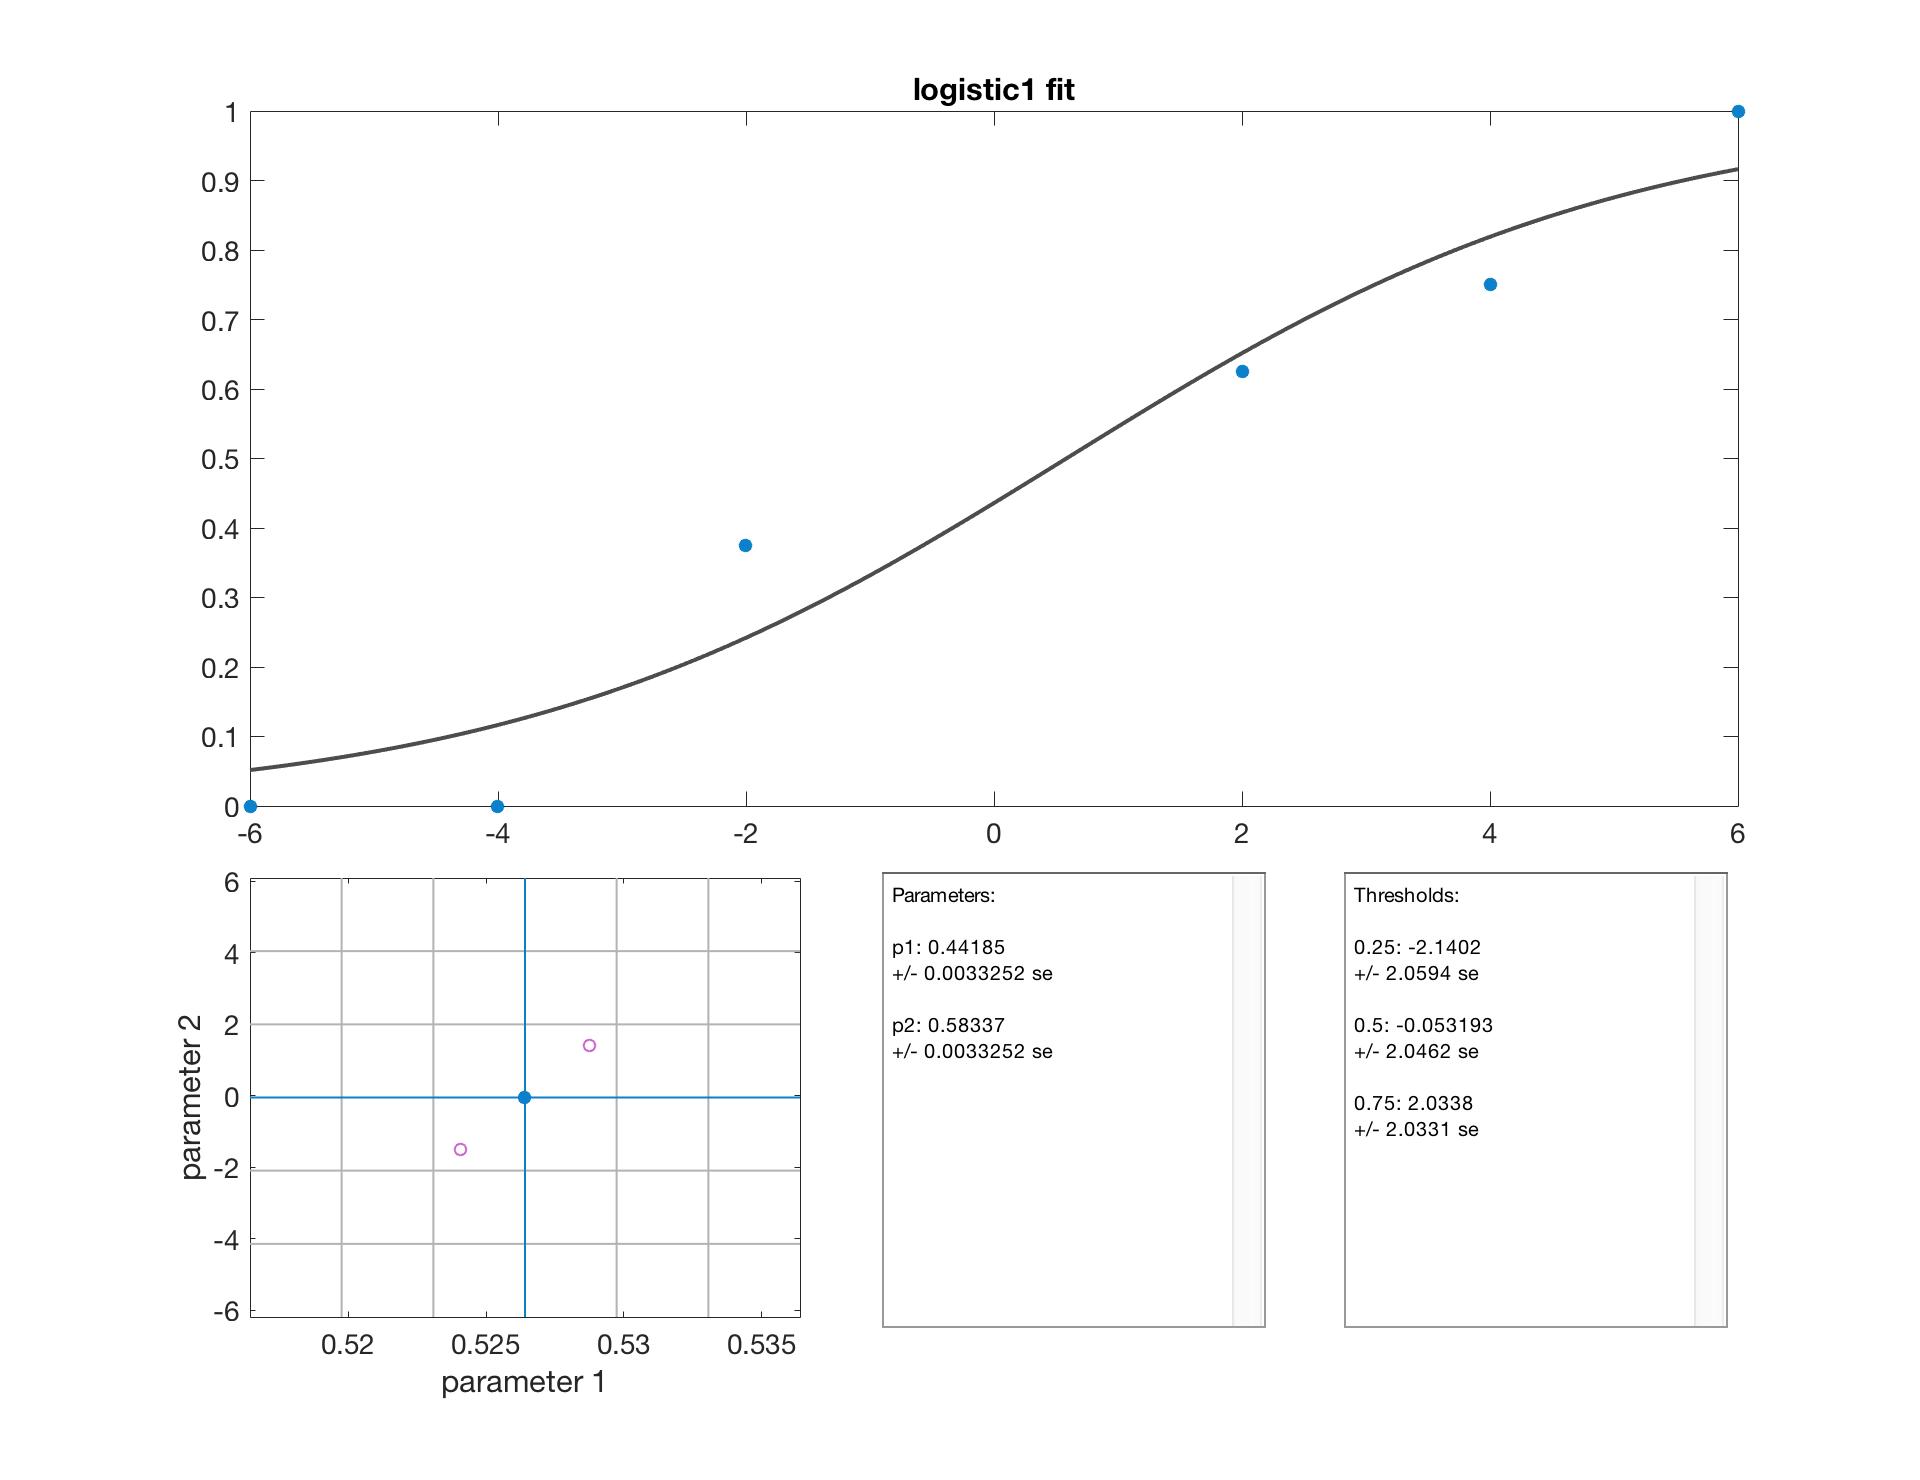 logistic1 fit
1
0.9
0.8
0.7
0.6
0.5
0.4
0.3
0.2
0.1
0
-6 -4 -2 0 2 4 6
6
4
2
0
-2
-4
-6
parameter 2
0.52 0.525 0.53 0.535
parameter 1
Parameters:
p1: 0.44185
+/- 0.0033252 se
p2: 0.58337
+/- 0.0033252 se
Thresholds:
0.25: -2.1402
+/- 2.0594 se
0.5: -0.053193
+/- 2.0462 se
0.75: 2.0338
+/- 2.0331 se